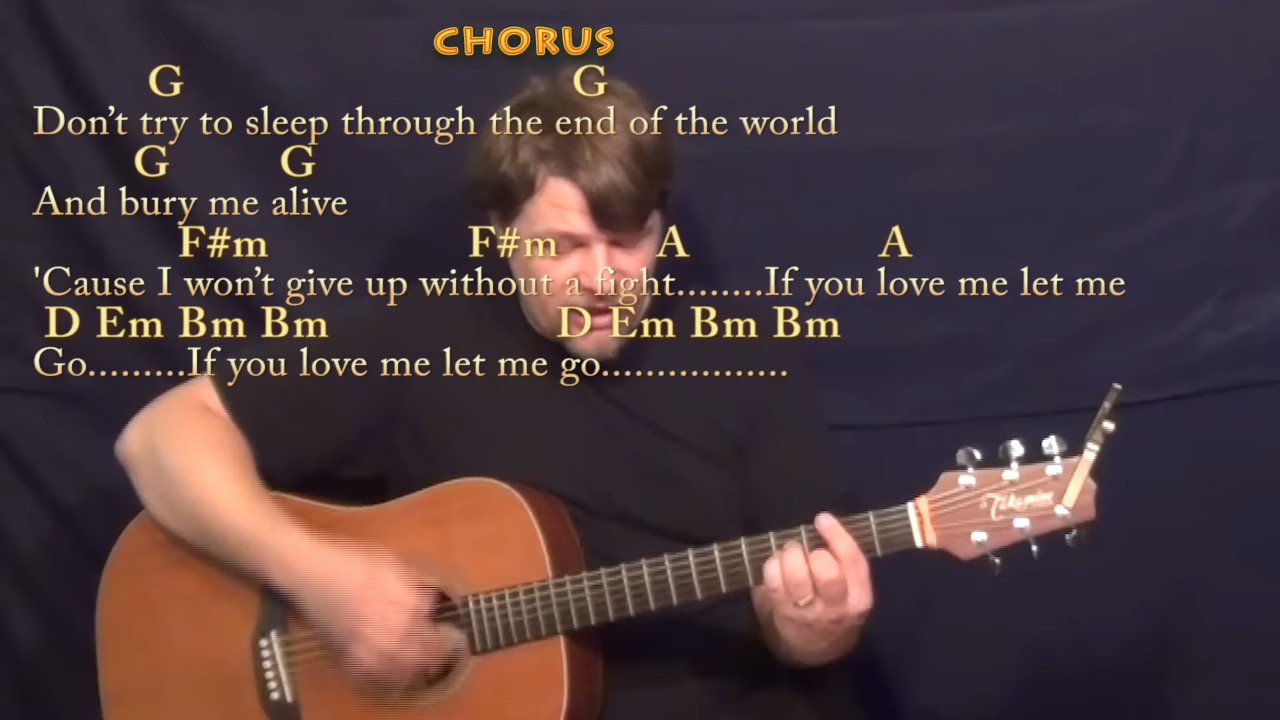 CHORUS
G G
Don't try to sleep through the end of the world
G G
And bury me alive
F#m F#m A A
'Cause I won't give up without a fight........If you love me let me
D Em Bm Bm D Em Bm Bm
Go.........If you love me let me go................
Takamine